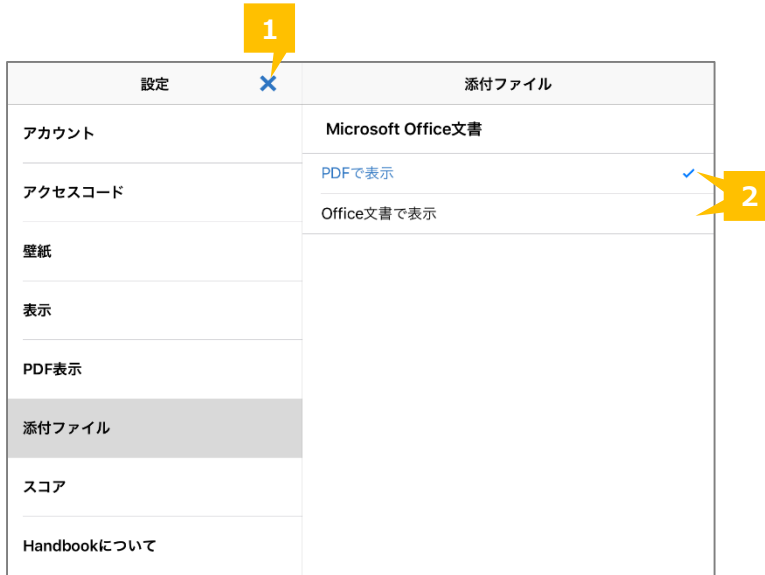 1
設定
添付ファイル
アカウント
アクセスコード
壁紙
表示
PDF表示
添付ファイル
スコア
Handbookについて
Microsoft Office文書
PDFで表示
Office文書で表示
2